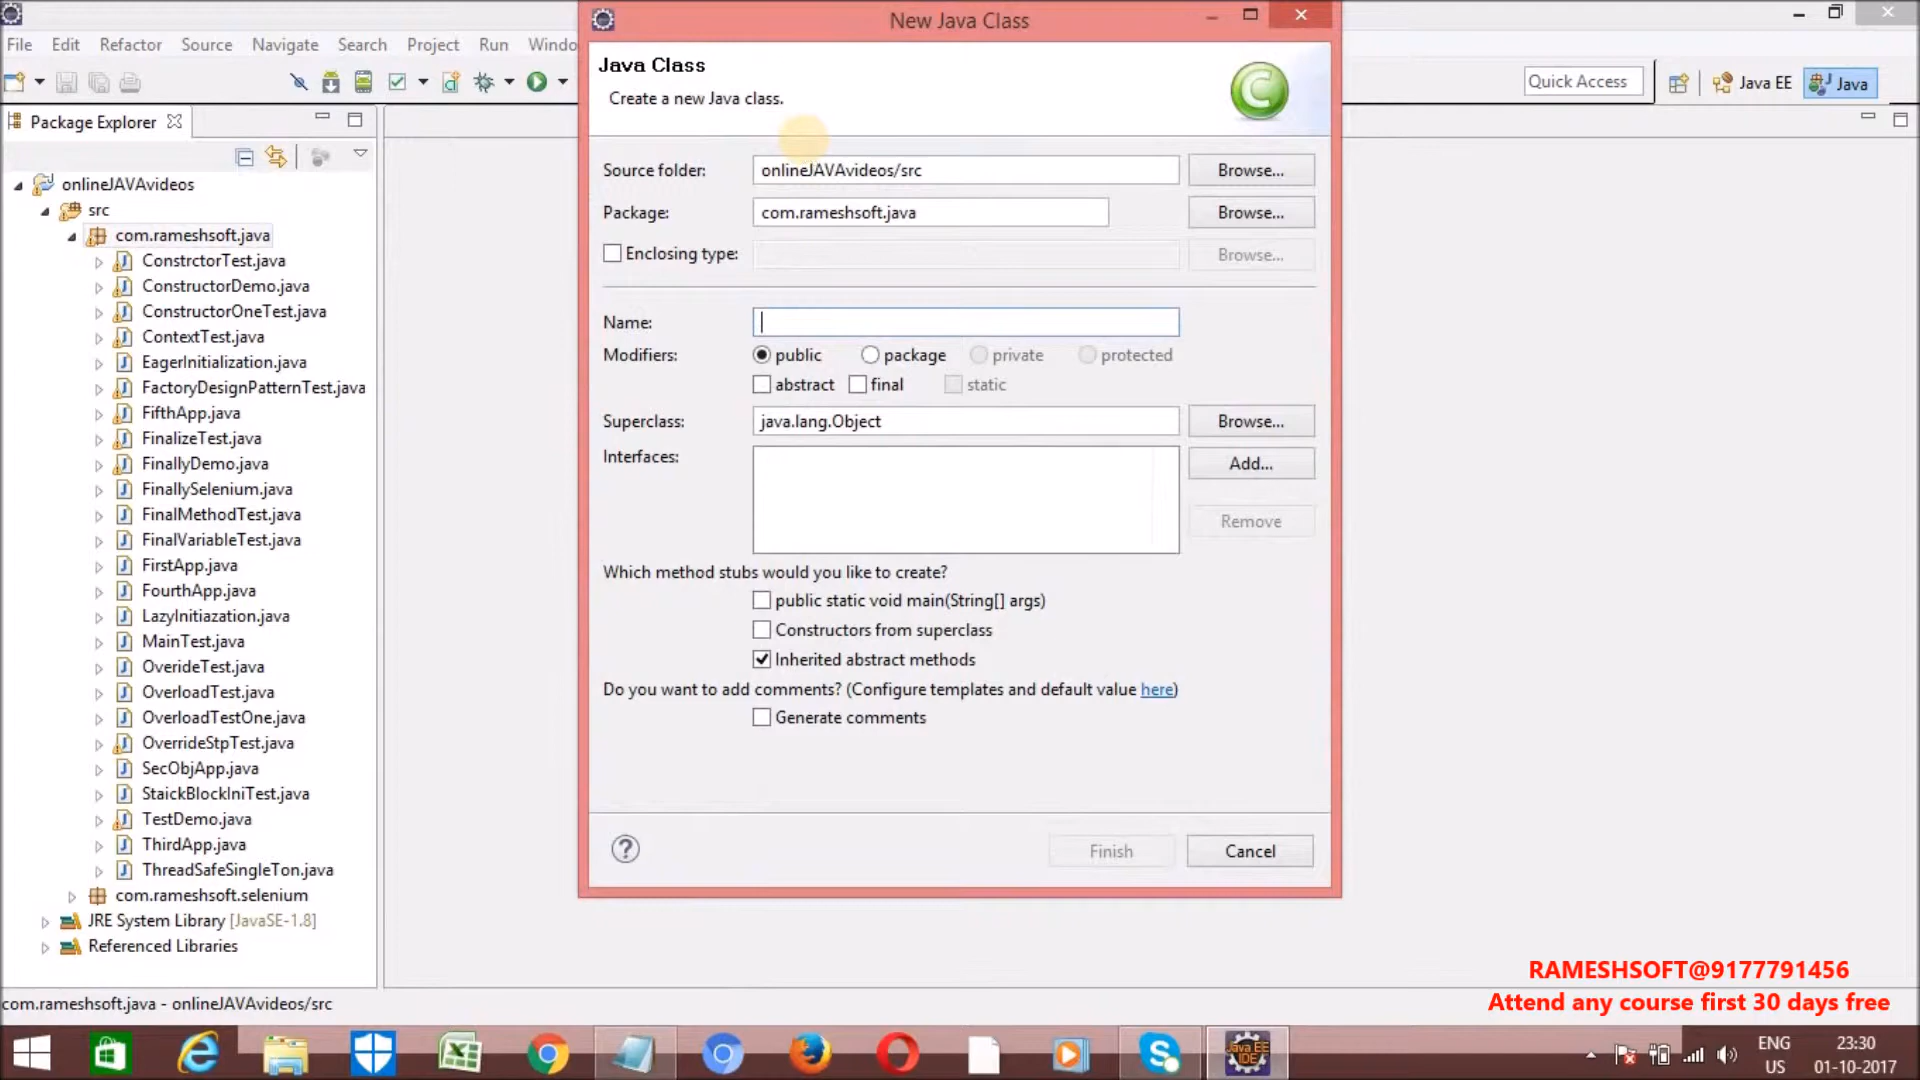 New Java Class
File Edit Refactor Source Navigate Search Project Run Windo
Quick Access Java EE Java
Package Explorer
onlineJAVAvideos
src
com.rameshsoft.java
ConstrctorTest.java
ConstructorDemo.java
ConstructorOneTest.java
ContextTest.java
EagerInitialization.java
FactoryDesignPatternTest.java
FifthApp.java
FinalizeTest.java
FinallyDemo.java
FinallySelenium.java
FinalMethodTest.java
FinalVariableTest.java
FirstApp.java
FourthApp.java
LazyInitiazation.java
MainTest.java
OverideTest.java
OverloadTest.java
OverloadTestOne.java
OverrideStpTest.java
SecObjApp.java
StaickBlockIniTest.java
TestDemo.java
ThirdApp.java
ThreadSafeSingleTon.java
com.rameshsoft.selenium
JRE System Library [JavaSE-1.8]
Referenced Libraries
Java Class
Create a new Java class.
Source folder: onlineJAVAvideos/src Browse...
Package: com.rameshsoft.java Browse...
Enclosing type: Browse...
Name:
Modifiers: public package private protected
abstract final static
Superclass: java.lang.Object Browse...
Interfaces: Add...
Remove
Which method stubs would you like to create?
public static void main(String[] args)
Constructors from superclass
Inherited abstract methods
Do you want to add comments? (Configure templates and default value here)
Generate comments
Finish Cancel
RAMESHSOFT@9177791456
Attend any course first 30 days free
com.rameshsoft.java - onlineJAVAvideos/src
Java EE
IDE
ENG
US
23:30
01-10-2017